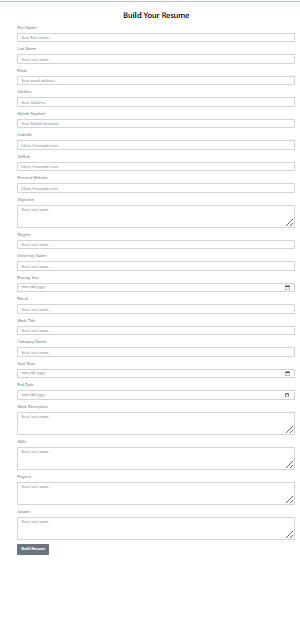 Build Your Resume
First Name
Your First name..
Last Name
Your last name..
Email
Your email address..
Address
Your Address..
Mobile Number
Your Mobile Number..
LinkedIn
https://example.com
GitHub
https://example.com
Personal Website
https://example.com
Objective
Your last name..
Degree
Your last name..
University Name
Your last name..
Passing Year
mm/dd/yyyy
Result
Your last name..
Work Title
Your last name..
Company Name
Your last name..
Start Date
mm/dd/yyyy
End Date
mm/dd/yyyy
Work Description
Your last name..
Skills
Your last name..
Projects
Your last name..
Awards
Your last name..
Build Resume